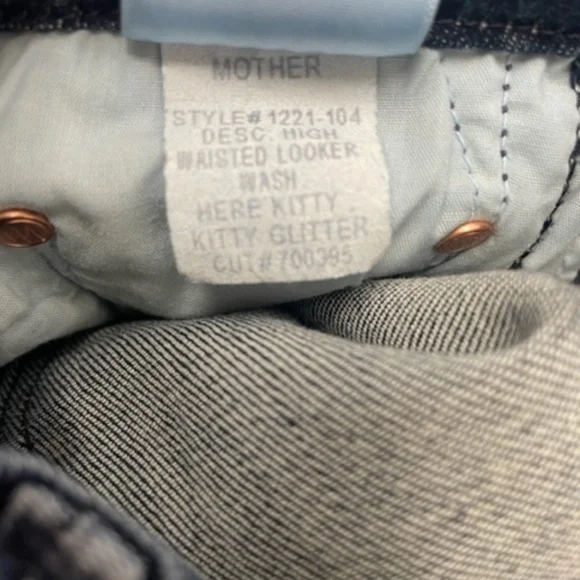 MOTHER
STYLE# 1221-104
DESC. HIGH
WAISTED LOOKER
WASH
HERE KITTY
KITTY GLITTER
CUT# 700395